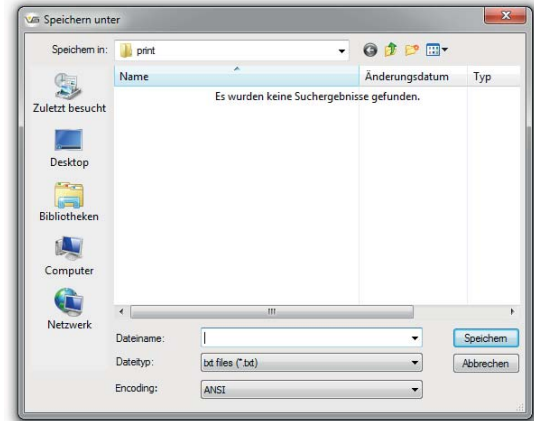 Speichern unter
Speichern in:
print
Name
Änderungsdatum
Typ
Es wurden keine Suchergebnisse gefunden.
Zuletzt besucht
Desktop
Bibliotheken
Computer
Netzwerk
Dateiname:
Speichern
Dateityp:
txt files (*.txt)
Abbrechen
Encoding:
ANSI